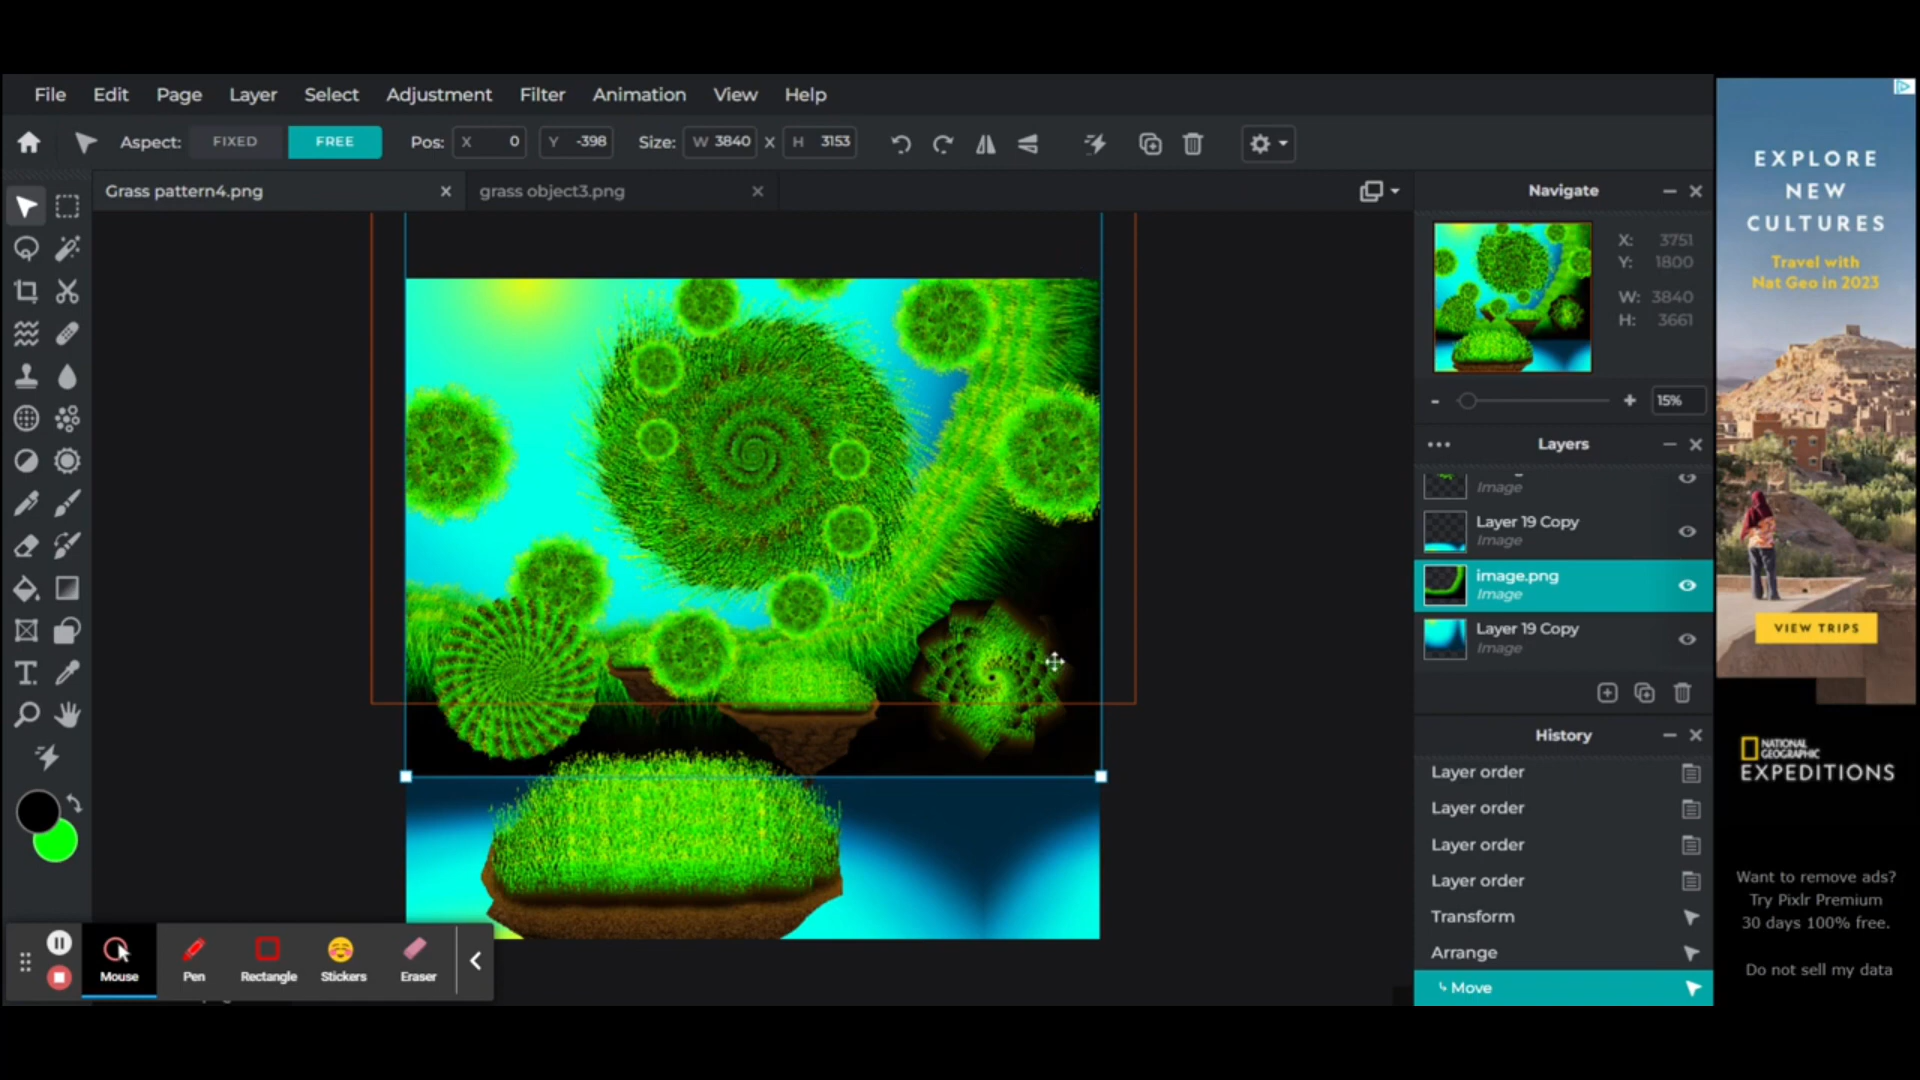 File Edit Page Layer Select Adjustment Filter Animation View Help
Aspect: FIXED FREE Pos: X 0 Y -398 Size: W 3840 X H 3153
Grass pattern4.png
grass object3.png
Navigate
X: 3751
Y: 1800
W: 3840
H: 3661
15%
Layers
Image
Layer 19 Copy
Image
image.png
Image
Layer 19 Copy
Image
History
Layer order
Layer order
Layer order
Layer order
Transform
Arrange
Move
Mouse
Pen
Rectangle
Stickers
Eraser
EXPLORE
NEW
CULTURES
Travel with
Nat Geo in 2023
VIEW TRIPS
NATIONAL
GEOGRAPHIC
EXPEDITIONS
Want to remove ads?
Try Pixlr Premium
30 days 100% free.
Do not sell my data